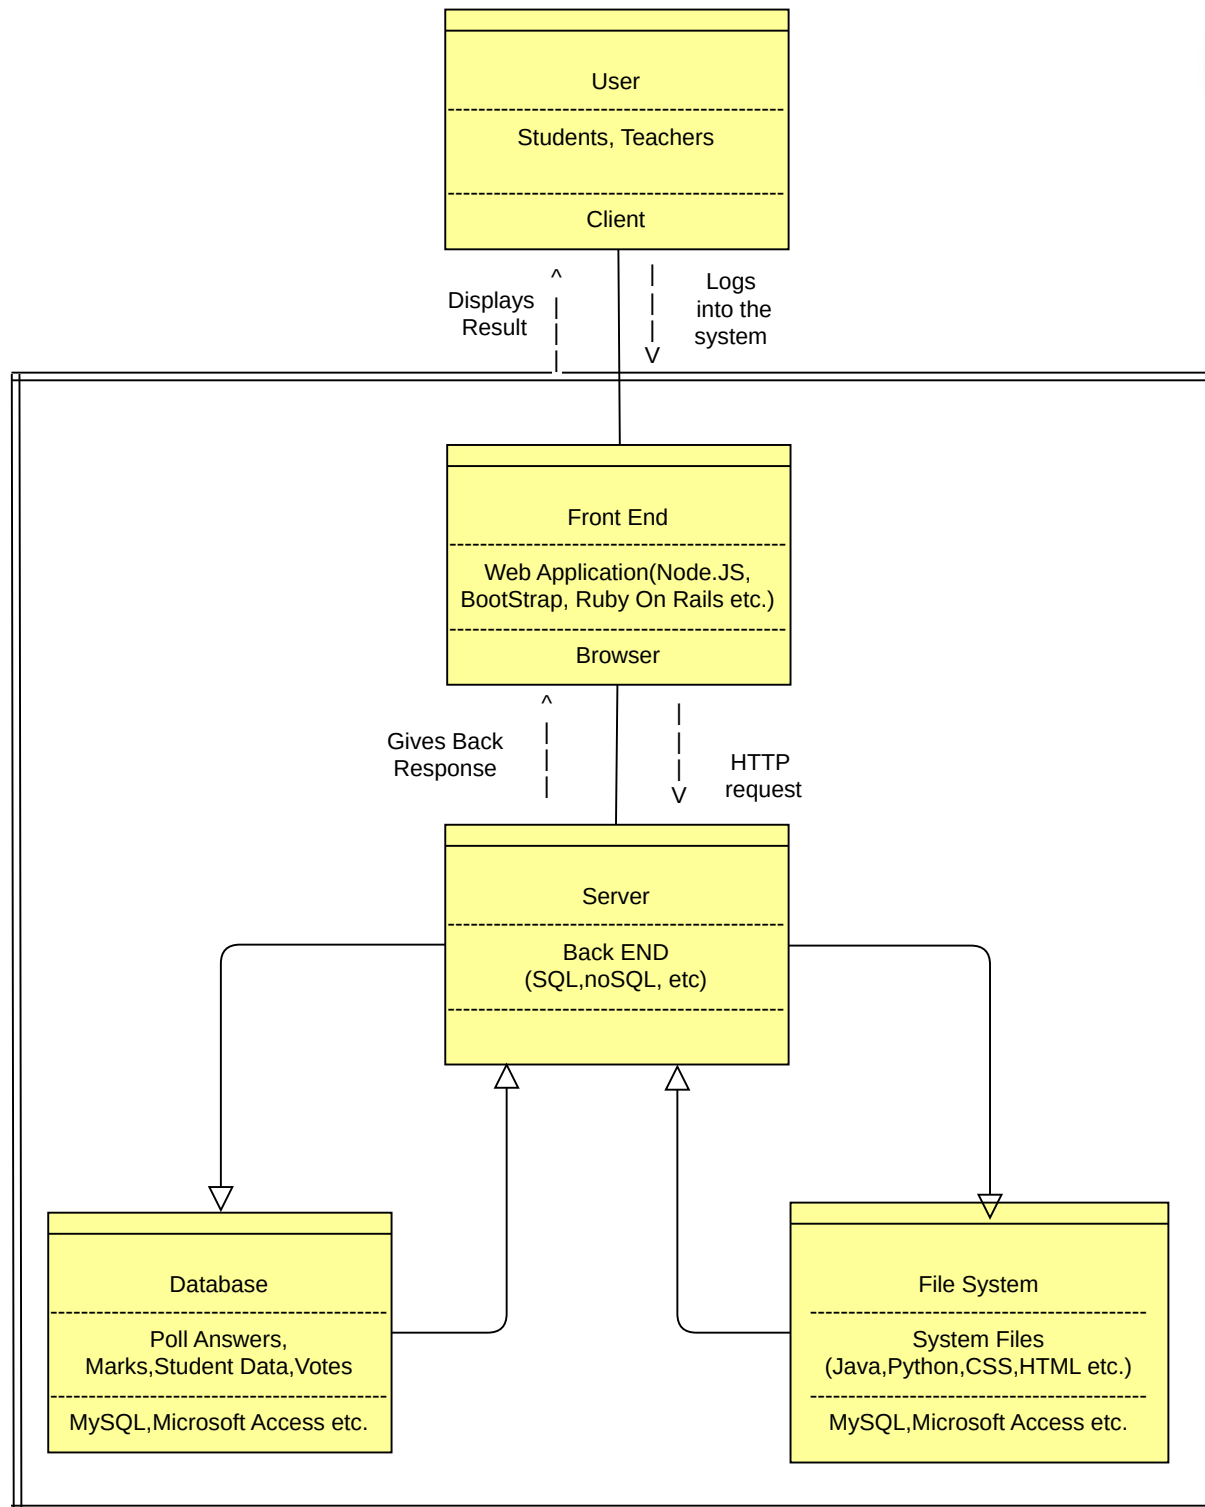 User
Students, Teachers
Client
Displays
Result
Logs
into the
system
Front End
Web Application(Node.JS,
BootStrap, Ruby On Rails etc.)
Browser
Gives Back
Response
HTTP
request
Server
Back END
(SQL,noSQL, etc)
Database
Poll Answers,
Marks,Student Data,Votes
MySQL,Microsoft Access etc.
File System
System Files
(Java,Python,CSS,HTML etc.)
MySQL,Microsoft Access etc.